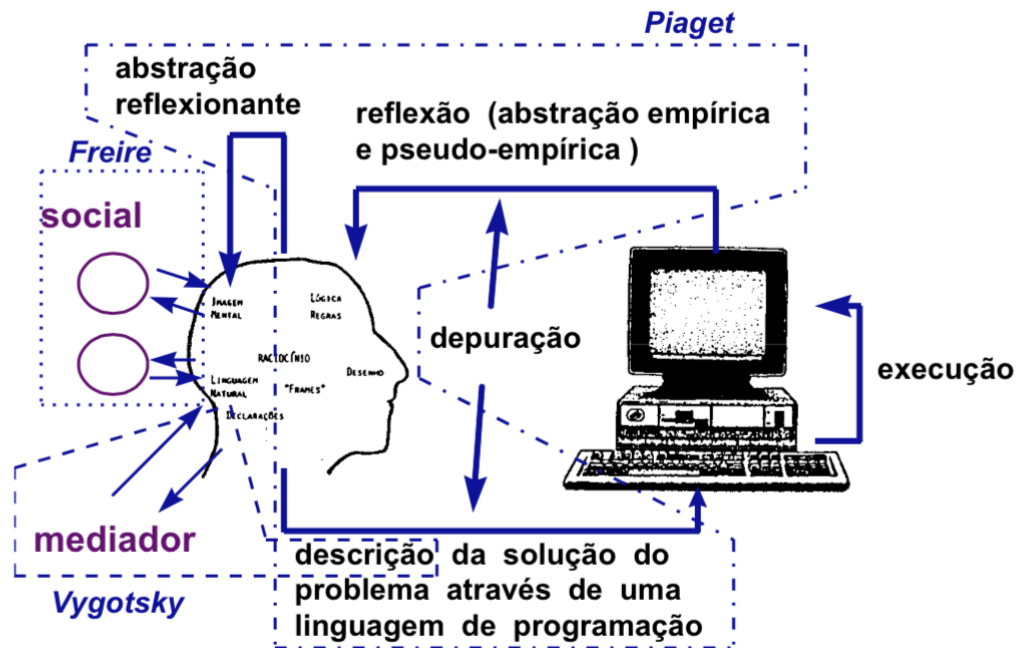 Piaget
abstração
reflexionante
reflexão (abstração empírica
e pseudo-empírica )
Freire
social
Imagem
Mental
Lógica
Regras
depuração
Raciocínio
Desenho
execução
Linguagem
Natural
"Frames"
Declarações
mediador
descrição da solução do
problema através de uma
linguagem de programação
Vygotsky